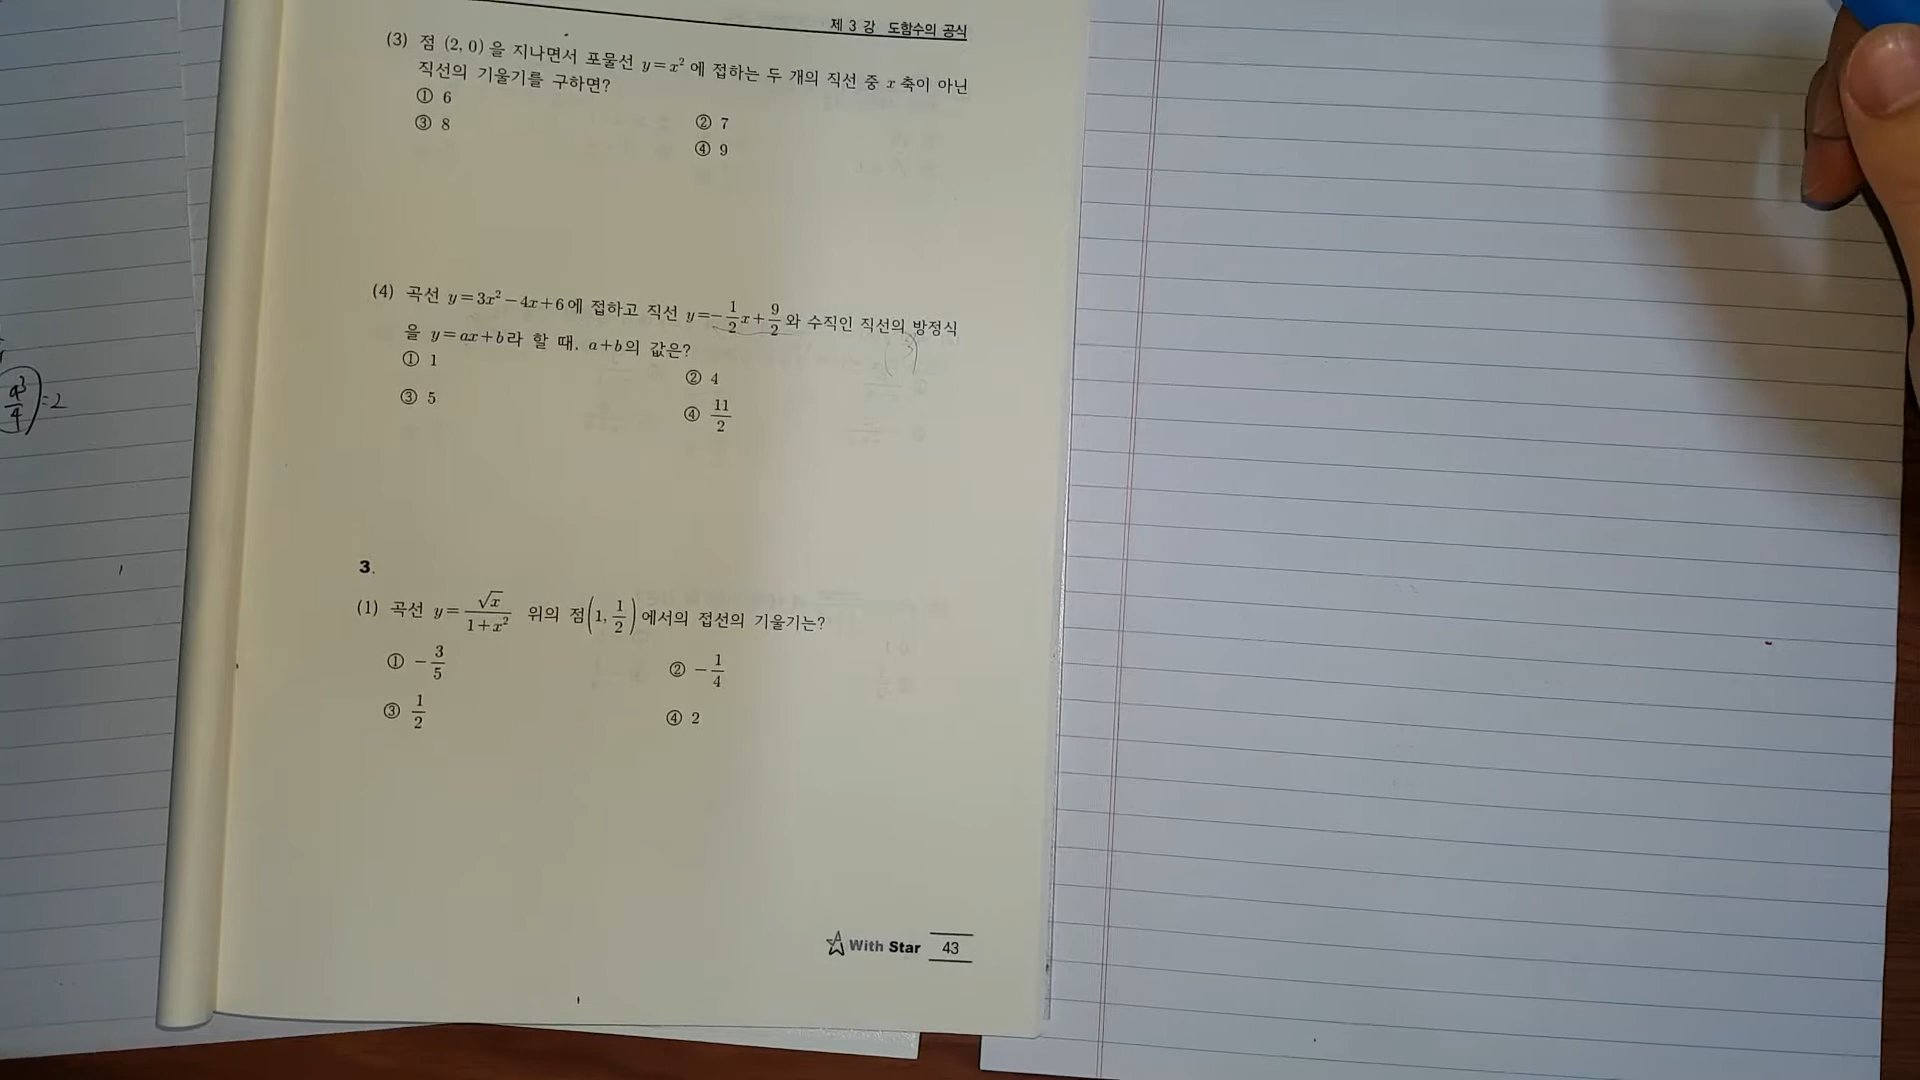 제 3 강 도함수의 공식
(3) 점 (2, 0)을 지나면서 포물선 y=x²에 접하는 두 개의 직선 중 x축이 아닌
직선의 기울기를 구하면?
① 6
② 7
③ 8
④ 9
(4) 곡선 y=3x²-4x+6에 접하고 직선 y=-1/2x+9/2와 수직인 직선의 방정식
을 y=ax+b라 할 때, a+b의 값은?
① 1
② 4
③ 5
④ 11/2
=2
3.
(1) 곡선 y=√x/(1+x²) 위의 점(1, 1/2)에서의 접선의 기울기는?
① -3/5
② -1/4
③ 1/2
④ 2
With Star 43